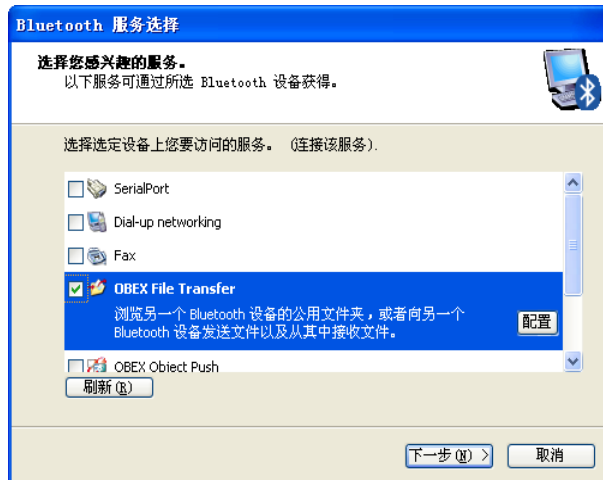 Bluetooth 服务选择
选择您感兴趣的服务。
以下服务可通过所选 Bluetooth 设备获得。
选择选定设备上您要访问的服务。 (连接该服务).
SerialPort
Dial-up networking
Fax
OBEX File Transfer
浏览另一个 Bluetooth 设备的公用文件夹，或者向另一个
Bluetooth 设备发送文件以及从其中接收文件。
配置
OBEX Object Push
刷新(R)
下一步(N) >
取消